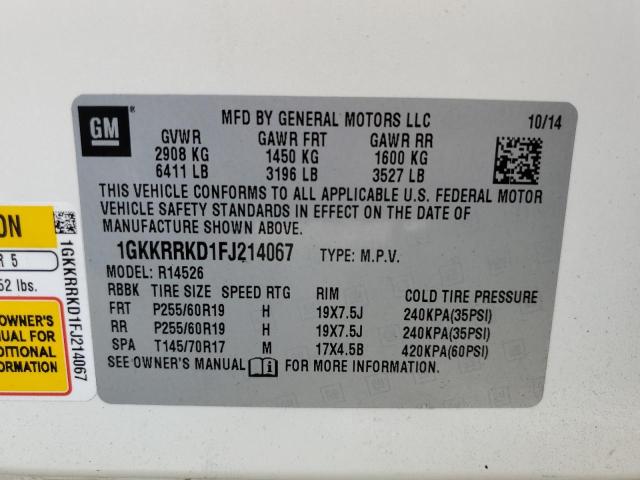 GM
MFD BY GENERAL MOTORS LLC 10/14
GVWR GAWR FRT GAWR RR
2908 KG 1450 KG 1600 KG
6411 LB 3196 LB 3527 LB
THIS VEHICLE CONFORMS TO ALL APPLICABLE U.S. FEDERAL MOTOR
VEHICLE SAFETY STANDARDS IN EFFECT ON THE DATE OF
MANUFACTURE SHOWN ABOVE.
1GKKRRKD1FJ214067 TYPE: M.P.V.
MODEL: R14526
RBBK TIRE SIZE SPEED RTG RIM COLD TIRE PRESSURE
FRT P255/60R19 H 19X7.5J 240KPA(35PSI)
RR P255/60R19 H 19X7.5J 240KPA(35PSI)
SPA T145/70R17 M 17X4.5B 420KPA(60PSI)
SEE OWNER'S MANUAL FOR MORE INFORMATION.
ON
R 5
52 lbs.
OWNER'S
MANUAL FOR
DITIONAL
FORMATION
1GKKRRKD1FJ214067